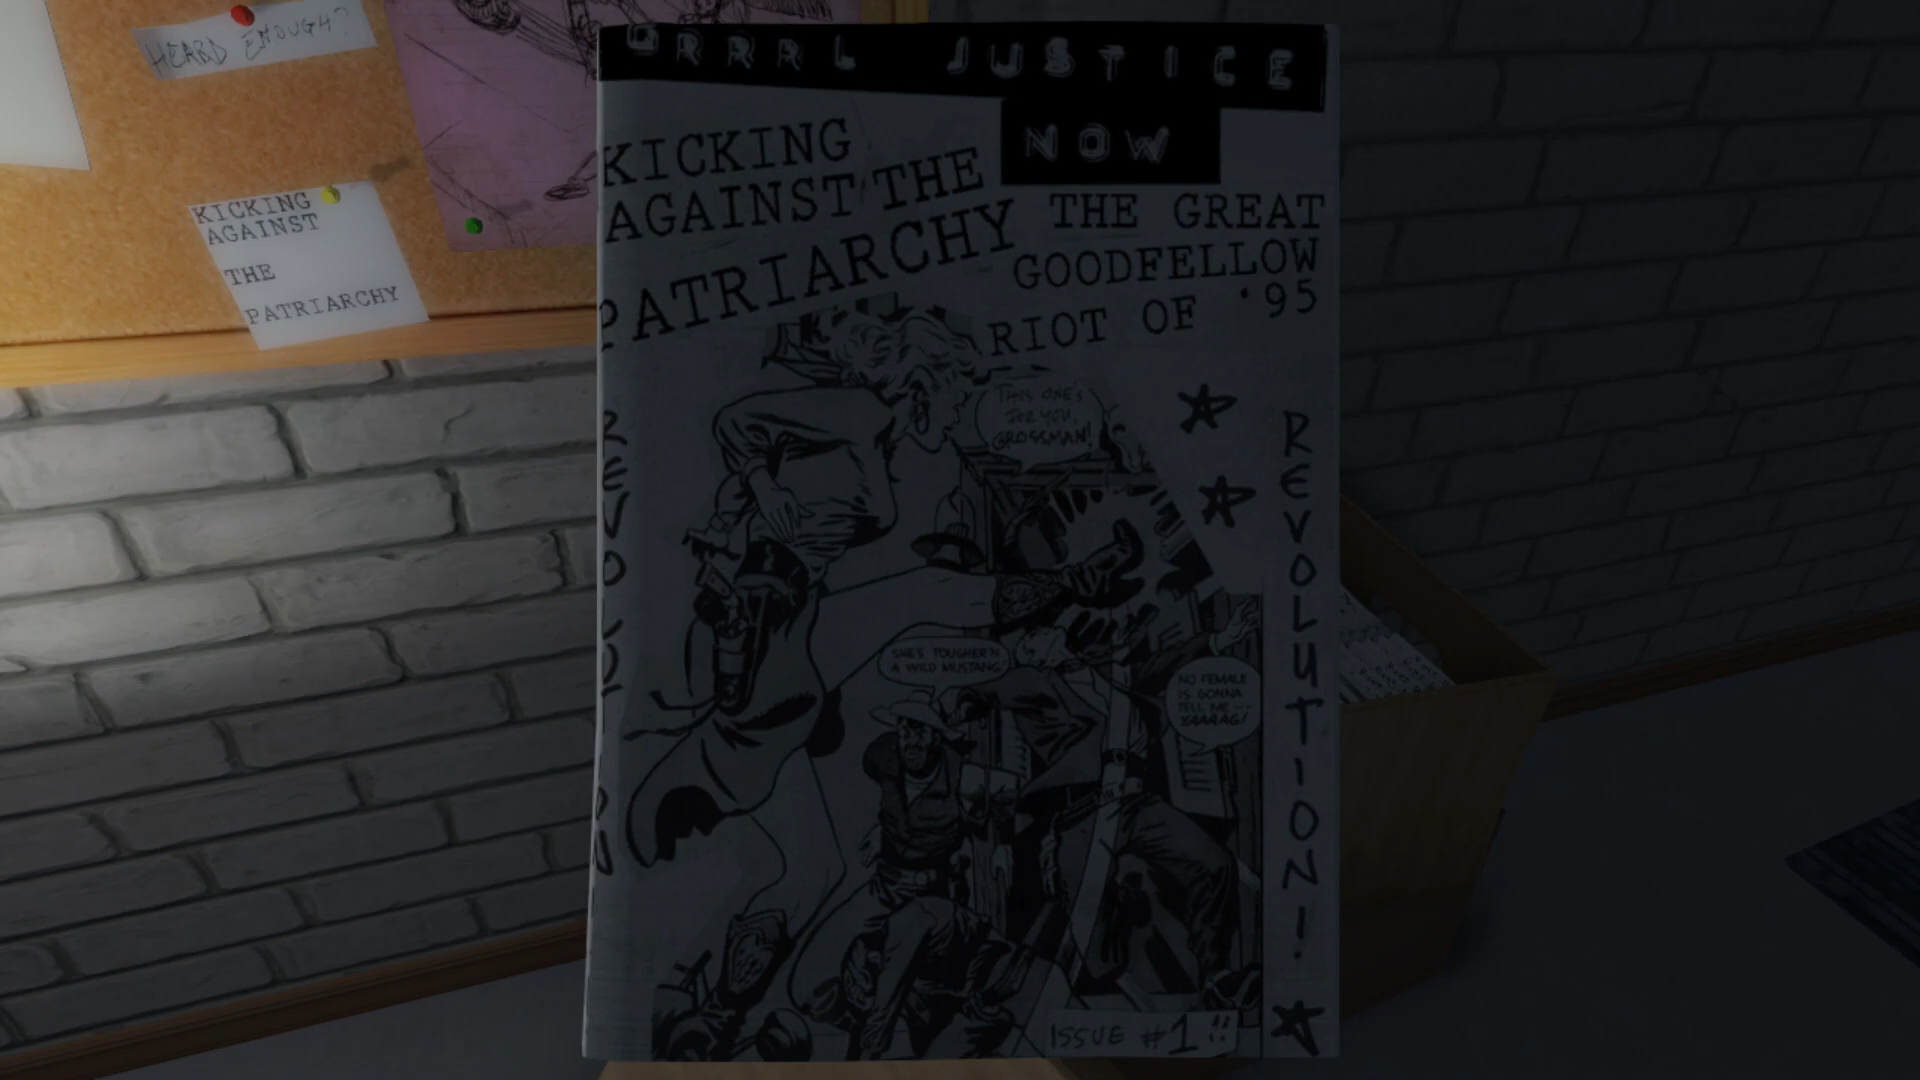 HEARD ENOUGH?
KICKING
AGAINST
THE
PATRIARCHY
GRRRL JUSTICE
NOW
KICKING
AGAINST THE
PATRIARCHY
THE GREAT
GOODFELLOW
RIOT OF '95
THIS ONE'S
FOR YOU,
GROSSMAN!
SHE'S TOUGHER'N
A WILD MUSTANG!
NO FEMALE
IS GONNA
TELL ME--
YAAAAG!
REVOLUTION!
REVOLUTION!
ISSUE #1!!